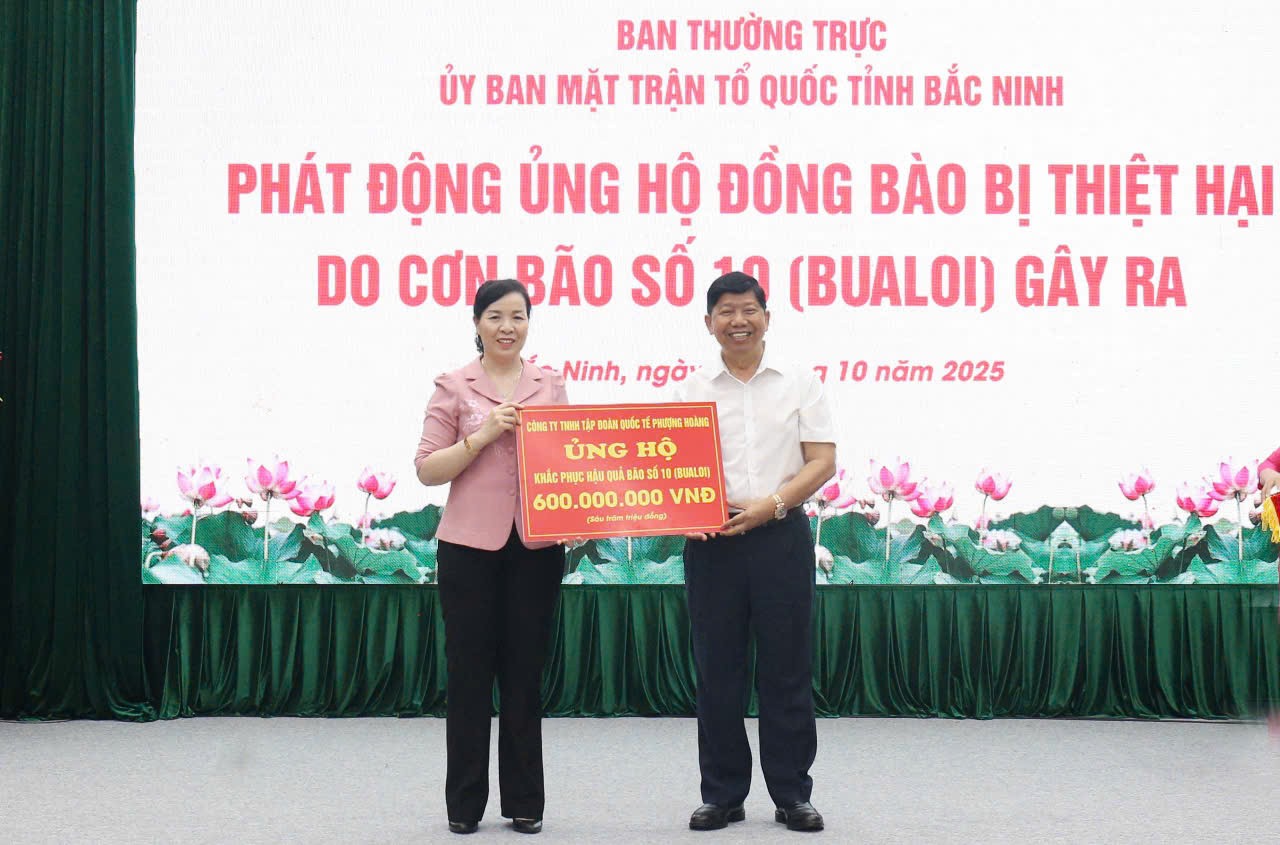 BAN THƯỜNG TRỰC
ỦY BAN MẶT TRẬN TỔ QUỐC TỈNH BẮC NINH
PHÁT ĐỘNG ỦNG HỘ ĐỒNG BÀO BỊ THIỆT HẠI
DO CƠN BÃO SỐ 10 (BUALOI) GÂY RA
Ninh, ngày 10 năm 2025
CÔNG TY TNHH TẬP ĐOÀN QUỐC TẾ PHƯỢNG HOÀNG
ỦNG HỘ
KHẮC PHỤC HẬU QUẢ BÃO SỐ 10 (BUALOI)
600.000.000 VNĐ
(Sáu trăm triệu đồng)